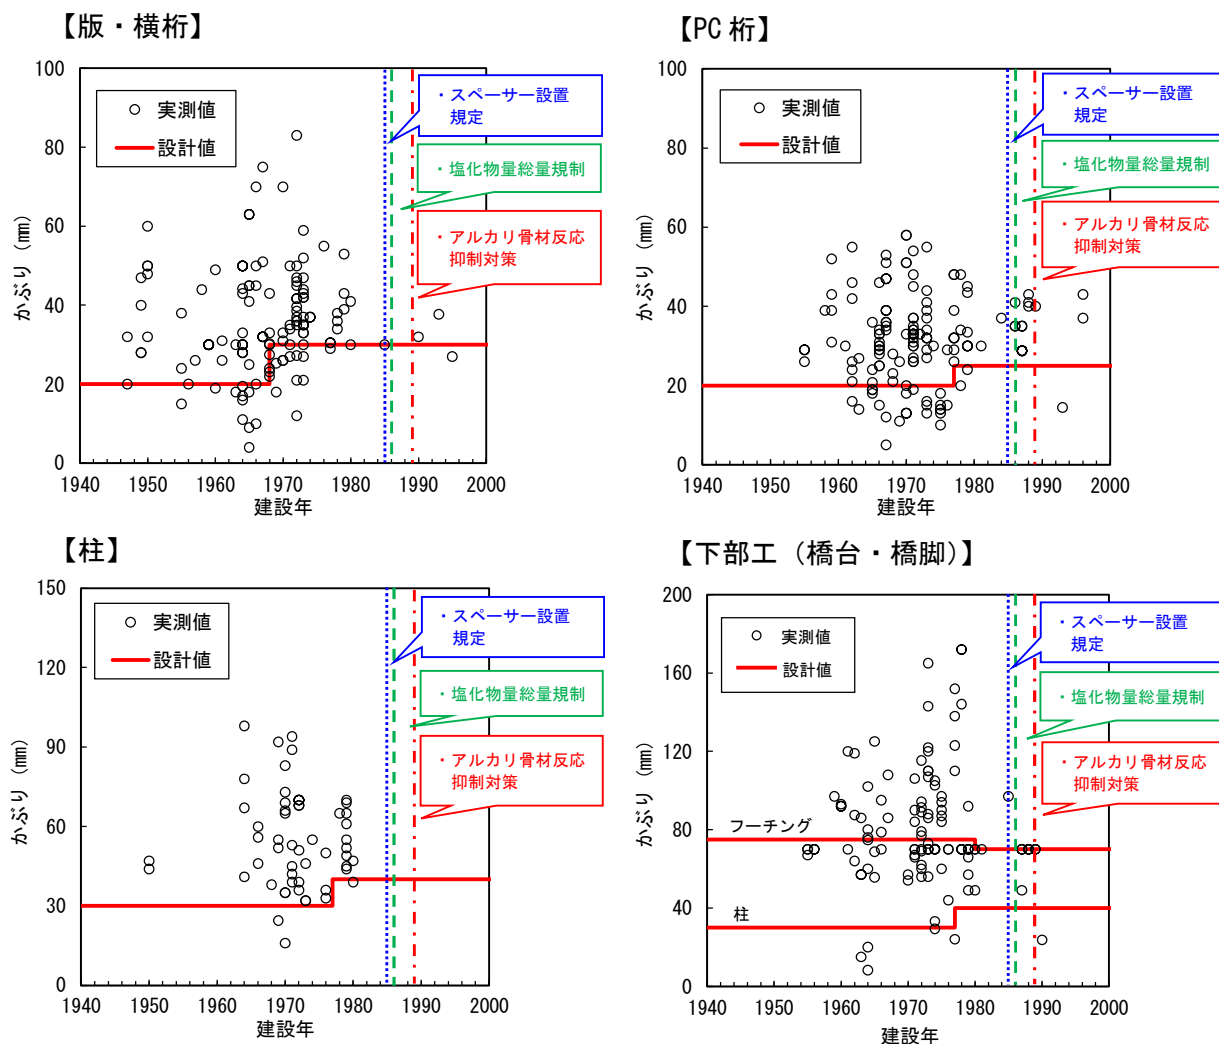 【版・横桁】
100
80
60
40
20
0
かぶり（mm）
1940
1950
1960
1970
1980
1990
2000
建設年
実測値
設計値
・スペーサー設置
規定
・塩化物量総量規制
・アルカリ骨材反応
抑制対策
【PC 桁】
100
80
60
40
20
0
かぶり（mm）
1940
1950
1960
1970
1980
1990
2000
建設年
実測値
設計値
・スペーサー設置
規定
・塩化物量総量規制
・アルカリ骨材反応
抑制対策
【柱】
150
120
90
60
30
0
かぶり（mm）
1940
1950
1960
1970
1980
1990
2000
建設年
実測値
設計値
・スペーサー設置
規定
・塩化物量総量規制
・アルカリ骨材反応
抑制対策
【下部工（橋台・橋脚）】
200
160
120
80
40
0
かぶり（mm）
1940
1950
1960
1970
1980
1990
2000
建設年
実測値
設計値
フーチング
柱
・スペーサー設置
規定
・塩化物量総量規制
・アルカリ骨材反応
抑制対策